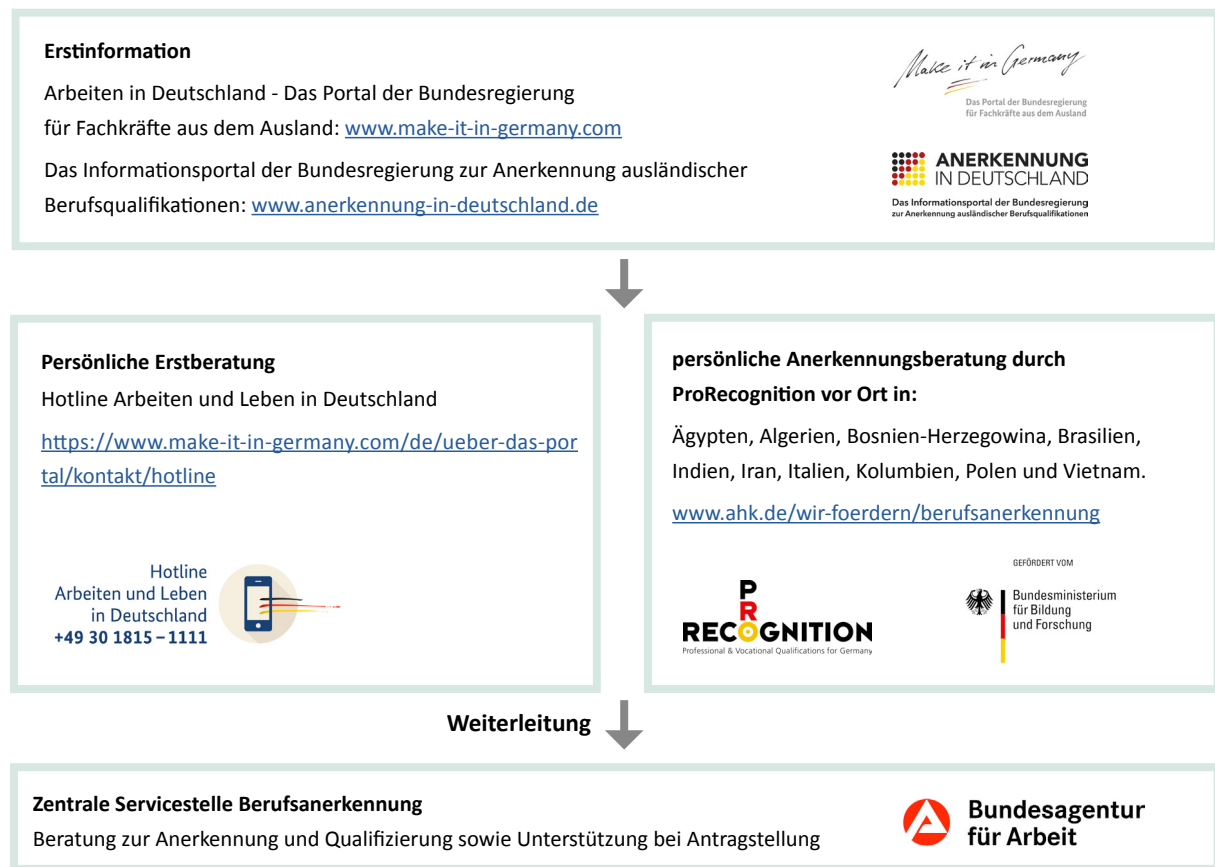 Erstinformation
Arbeiten in Deutschland - Das Portal der Bundesregierung
für Fachkräfte aus dem Ausland: www.make-it-in-germany.com
Das Informationsportal der Bundesregierung zur Anerkennung ausländischer
Berufsqualifikationen: www.anerkennung-in-deutschland.de
Make it in Germany
Das Portal der Bundesregierung
für Fachkräfte aus dem Ausland
ANERKENNUNG
IN DEUTSCHLAND
Das Informationsportal der Bundesregierung
zur Anerkennung ausländischer Berufsqualifikationen
Persönliche Erstberatung
Hotline Arbeiten und Leben in Deutschland
https://www.make-it-in-germany.com/de/ueber-das-por
tal/kontakt/hotline
Hotline
Arbeiten und Leben
in Deutschland
+49 30 1815 – 1111
persönliche Anerkennungsberatung durch
ProRecognition vor Ort in:
Ägypten, Algerien, Bosnien-Herzegowina, Brasilien,
Indien, Iran, Italien, Kolumbien, Polen und Vietnam.
www.ahk.de/wir-foerdern/berufsanerkennung
P
R
RECOGNITION
Professional & Vocational Qualifications for Germany
GEFÖRDERT VOM
Bundesministerium
für Bildung
und Forschung
Weiterleitung
Zentrale Servicestelle Berufsanerkennung
Beratung zur Anerkennung und Qualifizierung sowie Unterstützung bei Antragstellung
Bundesagentur
für Arbeit